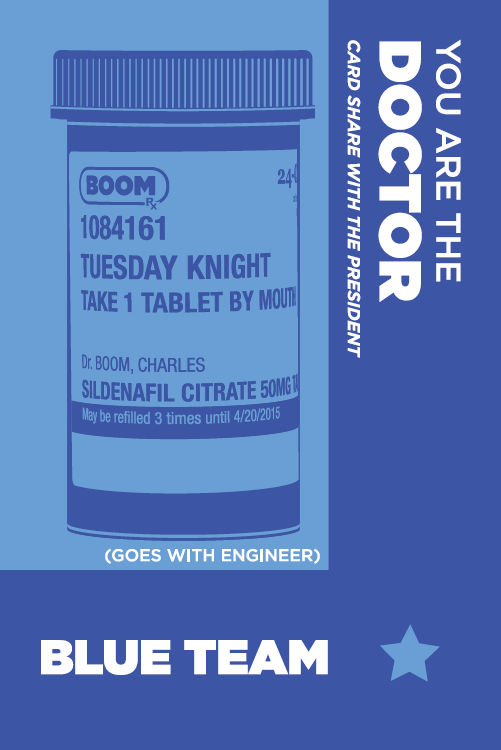 YOU ARE THE
DOCTOR
CARD SHARE WITH THE PRESIDENT
BOOM
Rx
24-
1084161
TUESDAY KNIGHT
TAKE 1 TABLET BY MOUTH
Dr. BOOM, CHARLES
SILDENAFIL CITRATE 50MG TA
May be refilled 3 times until 4/20/2015
(GOES WITH ENGINEER)
BLUE TEAM